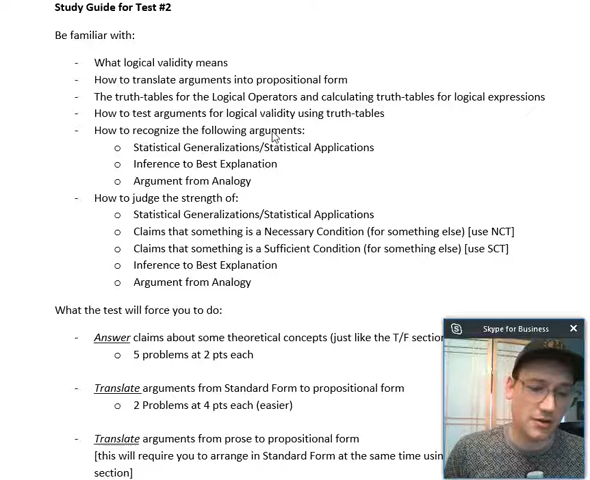 Study Guide for Test #2
Be familiar with:
- What logical validity means
- How to translate arguments into propositional form
- The truth-tables for the Logical Operators and calculating truth-tables for logical expressions
- How to test arguments for logical validity using truth-tables
- How to recognize the following arguments:
o Statistical Generalizations/Statistical Applications
o Inference to Best Explanation
o Argument from Analogy
- How to judge the strength of:
o Statistical Generalizations/Statistical Applications
o Claims that something is a Necessary Condition (for something else) [use NCT]
o Claims that something is a Sufficient Condition (for something else) [use SCT]
o Inference to Best Explanation
o Argument from Analogy
What the test will force you to do:
Skype for Business
- Answer claims about some theoretical concepts (just like the T/F section
o 5 problems at 2 pts each
- Translate arguments from Standard Form to propositional form
o 2 Problems at 4 pts each (easier)
- Translate arguments from prose to propositional form
[this will require you to arrange in Standard Form at the same time using
section]